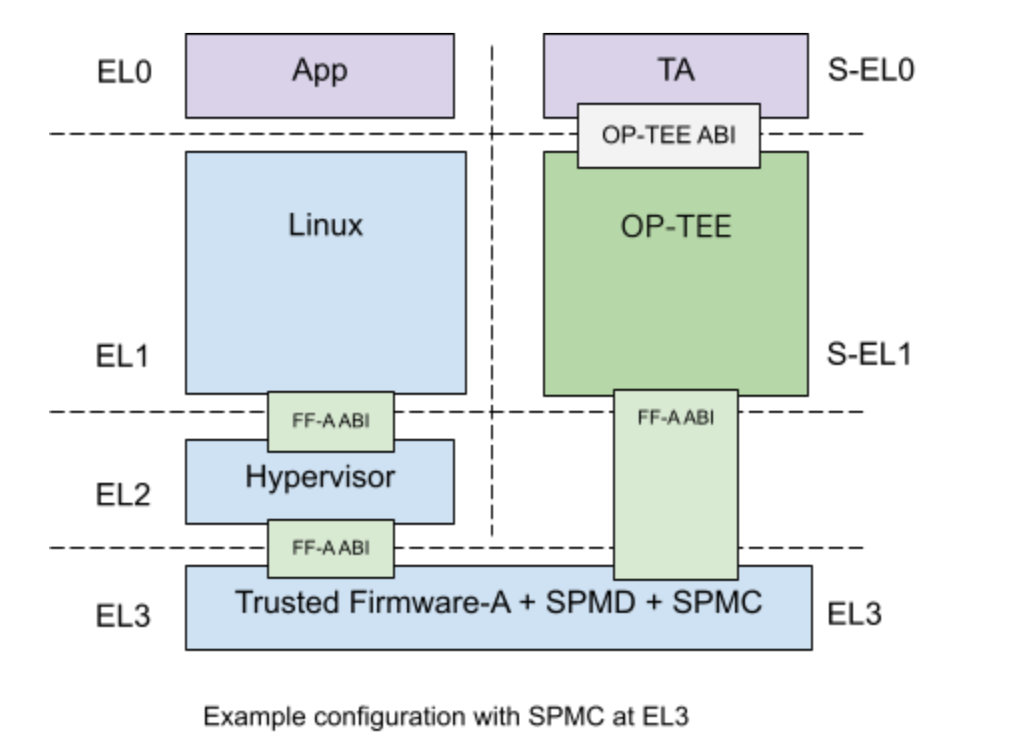 EL0
App
TA
S-EL0
OP-TEE ABI
Linux
OP-TEE
EL1
S-EL1
FF-A ABI
FF-A ABI
Hypervisor
EL2
FF-A ABI
Trusted Firmware-A + SPMD + SPMC
EL3
EL3
Example configuration with SPMC at EL3